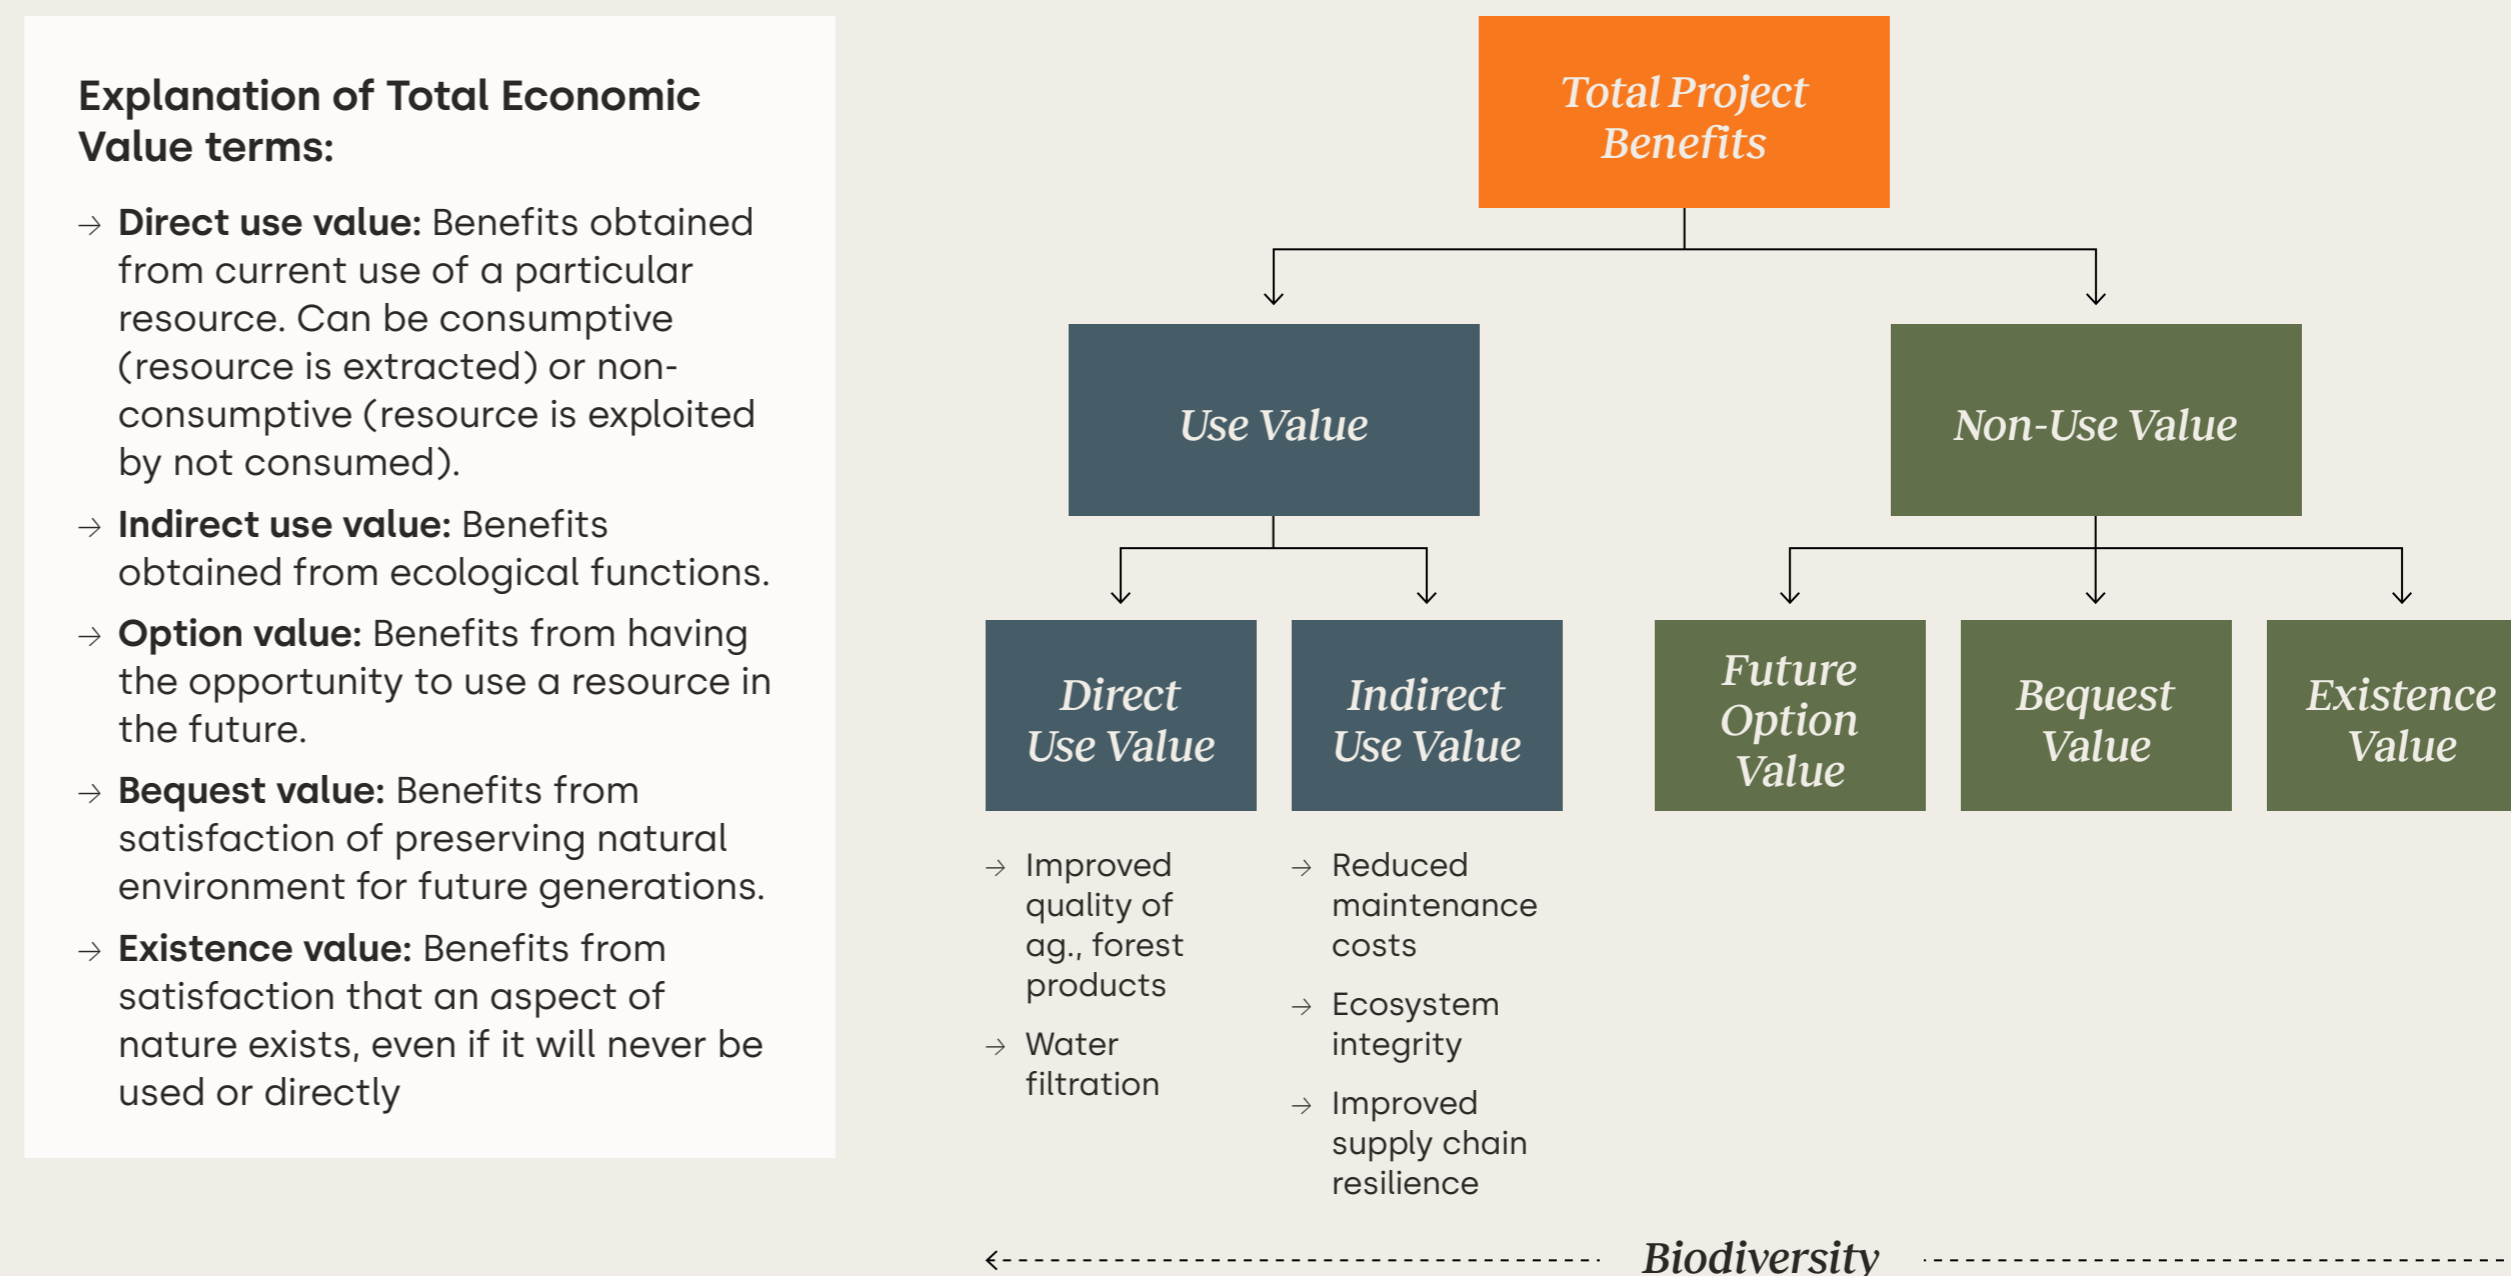 Explanation of Total Economic
Value terms:
→ Direct use value: Benefits obtained
from current use of a particular
resource. Can be consumptive
(resource is extracted) or non-
consumptive (resource is exploited
by not consumed).
→ Indirect use value: Benefits
obtained from ecological functions.
→ Option value: Benefits from having
the opportunity to use a resource in
the future.
→ Bequest value: Benefits from
satisfaction of preserving natural
environment for future generations.
→ Existence value: Benefits from
satisfaction that an aspect of
nature exists, even if it will never be
used or directly
Total Project
Benefits
Use Value
Non-Use Value
Direct
Use Value
Indirect
Use Value
Future
Option
Value
Bequest
Value
Existence
Value
→ Improved
quality of
ag., forest
products
→ Water
filtration
→ Reduced
maintenance
costs
→ Ecosystem
integrity
→ Improved
supply chain
resilience
Biodiversity